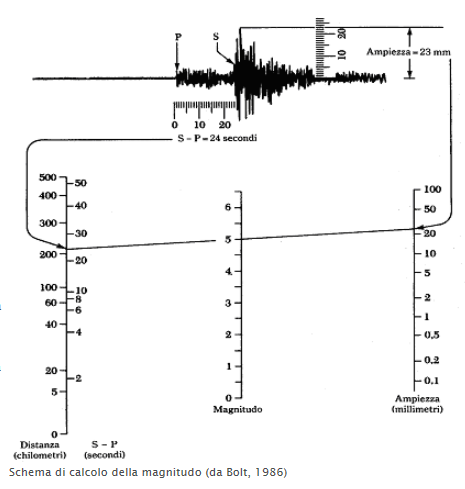 P
S
20
10
Ampiezza = 23 mm
0 10 20
S – P = 24 secondi
500
400
300
200
100
60
40
20
5
0
50
40
30
20
10
8
6
4
2
6
5
4
3
2
1
0
100
50
20
10
5
2
1
0,5
0.2
0.1
Magnitudo
Ampiezza
(millimetri)
Distanza
(chilometri)
S – P
(secondi)
Schema di calcolo della magnitudo (da Bolt, 1986)